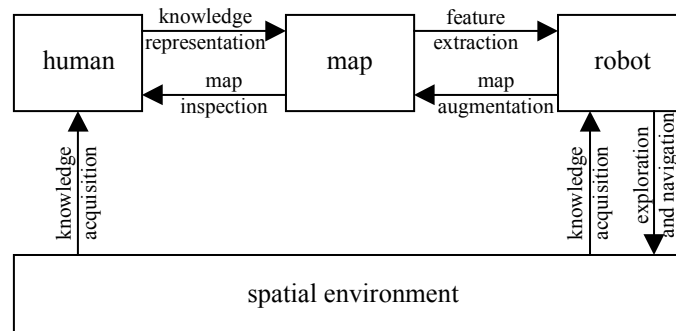 knowledge
representation
feature
extraction
human
map
robot
map
inspection
map
augmentation
knowledge
acquisition
knowledge
acquisition
exploration
and navigation
spatial environment